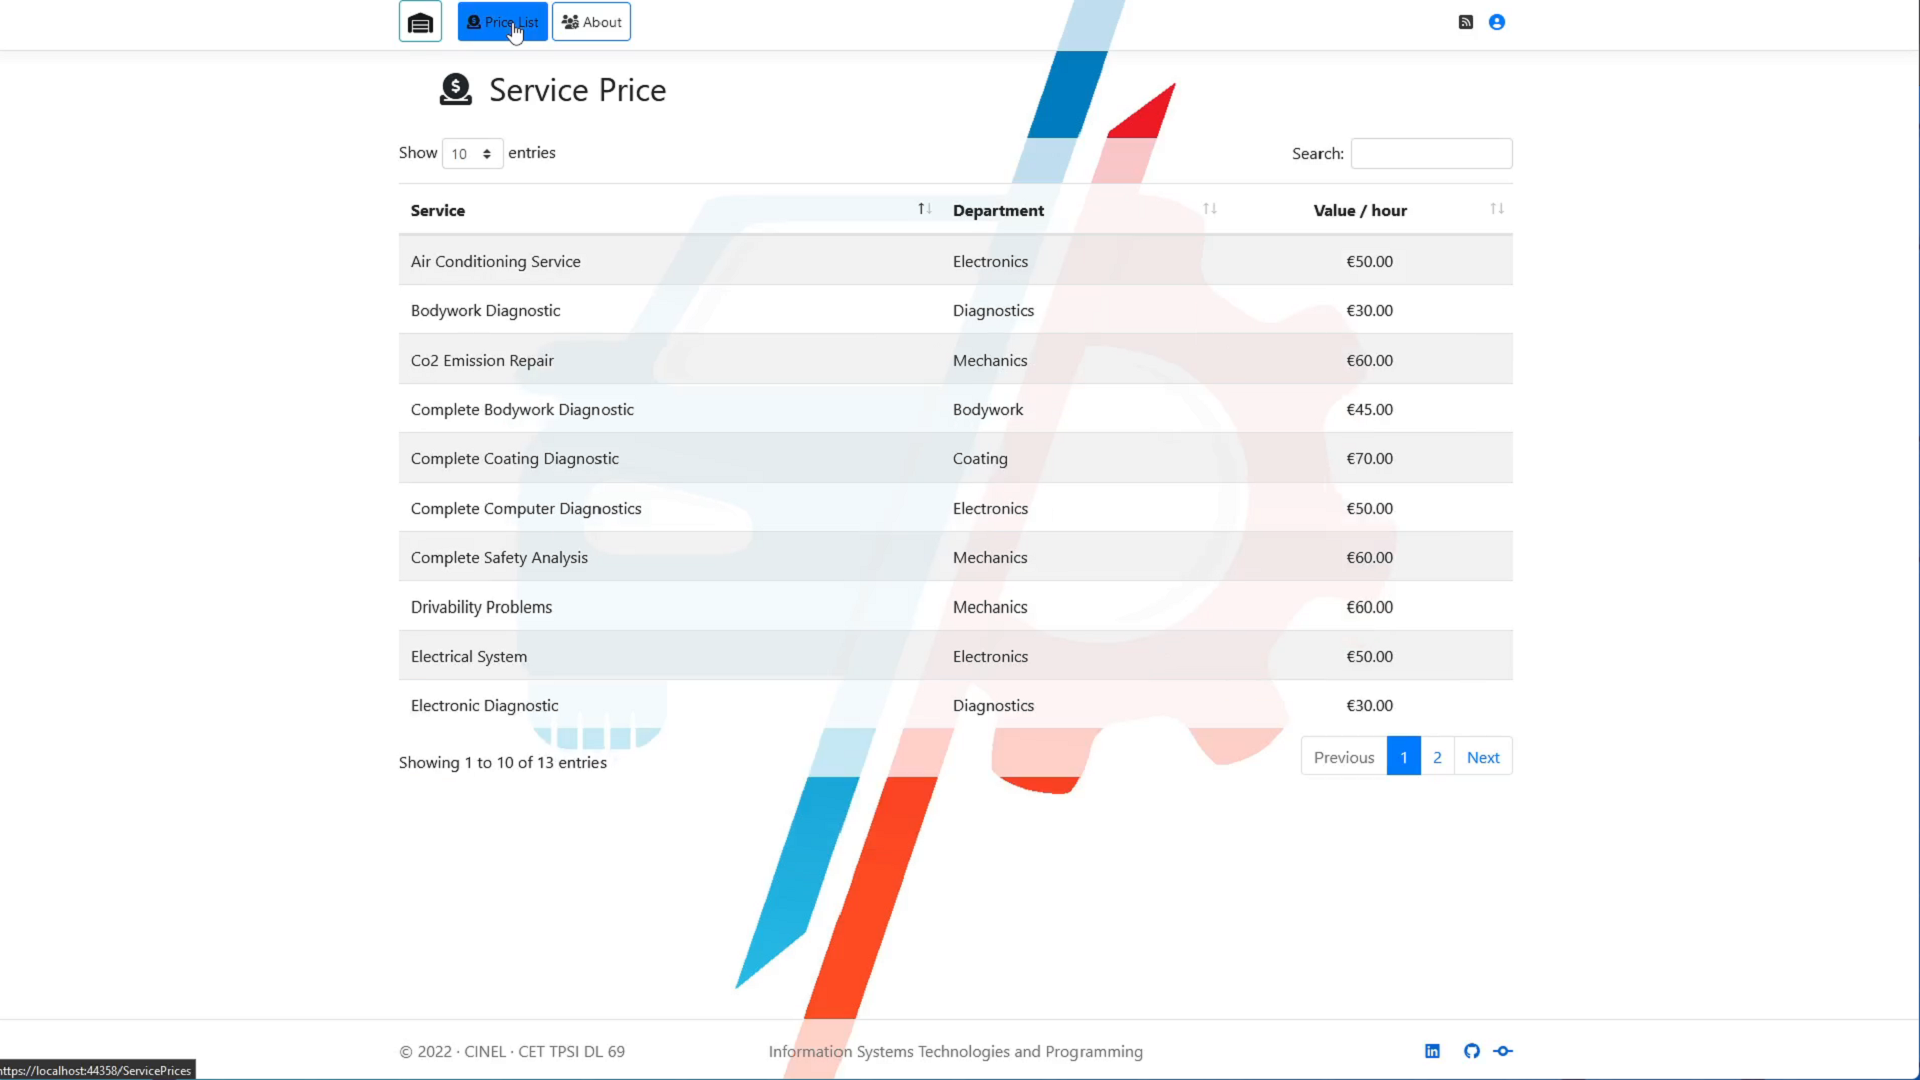 Price List About
Service Price
Show 10 entries Search:
Service Department Value / hour
Air Conditioning Service Electronics €50.00
Bodywork Diagnostic Diagnostics €30.00
Co2 Emission Repair Mechanics €60.00
Complete Bodywork Diagnostic Bodywork €45.00
Complete Coating Diagnostic Coating €70.00
Complete Computer Diagnostics Electronics €50.00
Complete Safety Analysis Mechanics €60.00
Drivability Problems Mechanics €60.00
Electrical System Electronics €50.00
Electronic Diagnostic Diagnostics €30.00
Showing 1 to 10 of 13 entries Previous 1 2 Next
© 2022 · CINEL · CET TPSI DL 69 Information Systems Technologies and Programming
https://localhost:44358/ServicePrices